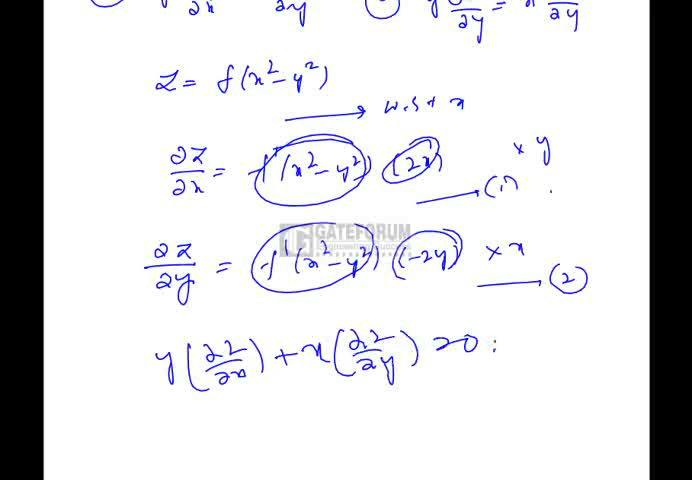 ∂x ∂y y ∂y = x ∂y
Z = f(x² - y²)
w.r.t x
∂Z/∂x = f'(x² - y²) (2x) × y
(1)
GATEFORUM
∂Z/∂y = f'(x² - y²) (-2y) × x
(2)
y(∂Z/∂x) + x(∂Z/∂y) = 0 :